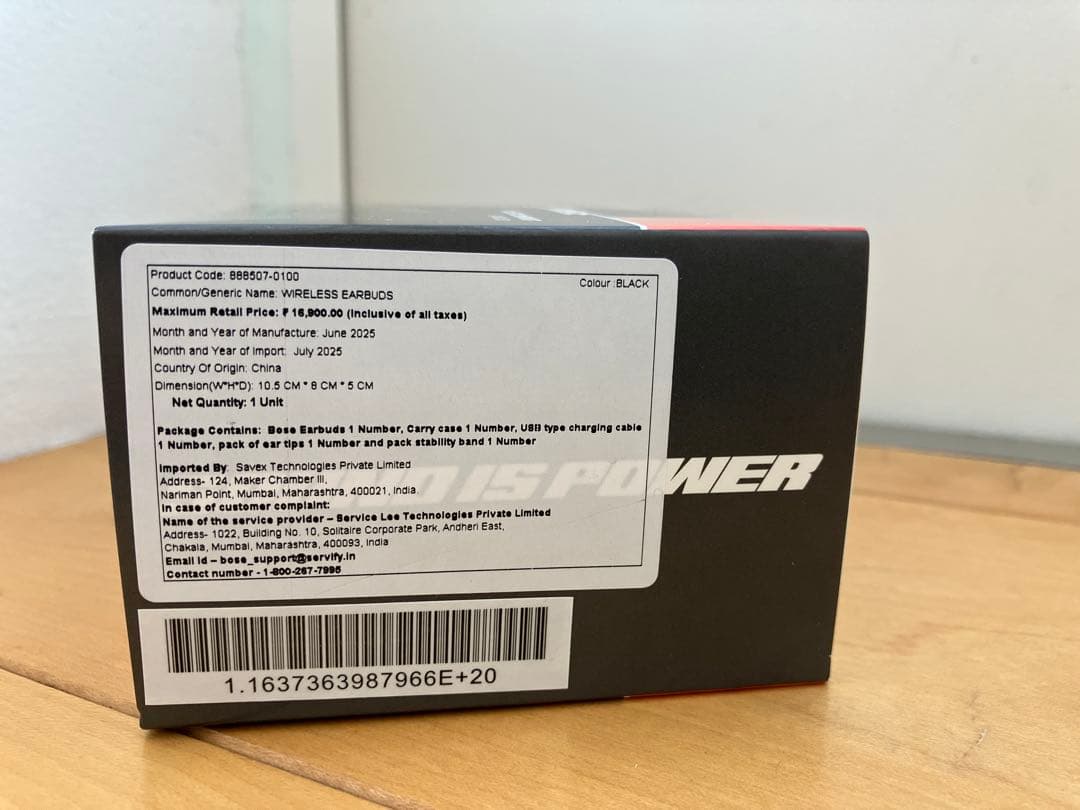 Product Code: 888507-0100
Colour :BLACK
Common/Generic Name: WIRELESS EARBUDS
Maximum Retail Price: ₹ 16,900.00 (Inclusive of all taxes)
Month and Year of Manufacture: June 2025
Month and Year of Import: July 2025
Country Of Origin: China
Dimension(W*H*D): 10.5 CM * 8 CM * 5 CM
Net Quantity: 1 Unit
Package Contains: Bose Earbuds 1 Number, Carry case 1 Number, USB type charging cable
1 Number, pack of ear tips 1 Number and pack stability band 1 Number
Imported By: Savex Technologies Private Limited
Address- 124, Maker Chamber III,
Nariman Point, Mumbai, Maharashtra, 400021, India.
In case of customer complaint:
Name of the service provider – Service Lee Technologies Private Limited
Address- 1022, Building No. 10, Solitaire Corporate Park, Andheri East,
Chakala, Mumbai, Maharashtra, 400093, India
Email id – bose_support@servify.in
Contact number - 1-800-267-7995
IS POWER
1.1637363987966E+20